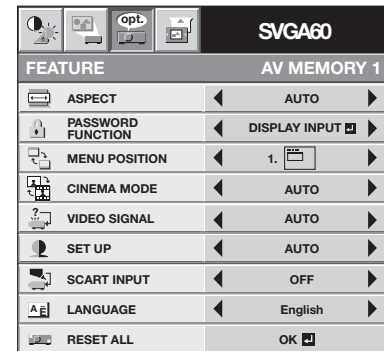 opt. SVGA60
FEATURE AV MEMORY 1
ASPECT AUTO
PASSWORD FUNCTION DISPLAY INPUT
MENU POSITION 1.
CINEMA MODE AUTO
VIDEO SIGNAL AUTO
SET UP AUTO
SCART INPUT OFF
LANGUAGE English
RESET ALL OK